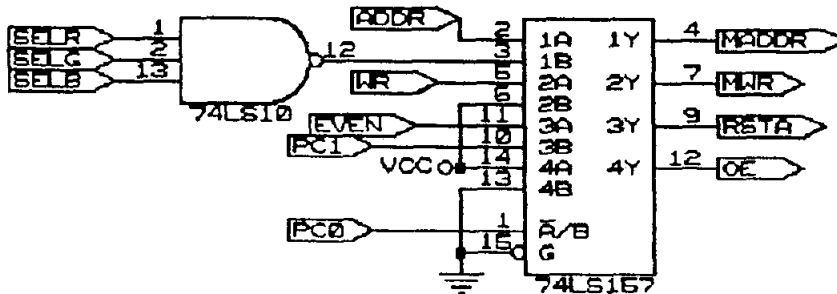 ADDR
SELR 1
SELG 2
SELB 13
12
74LS10
2 1A 1Y 4 MADDR
3 1B
WR 5 2A 2Y 7 MWR
6 2B
EVEN 11 3A 3Y 9 RSTA
PC1 10 3B
VCC 14 4A 4Y 12 OE
13 4B
PC0 1 A/B
15 G
74LS157